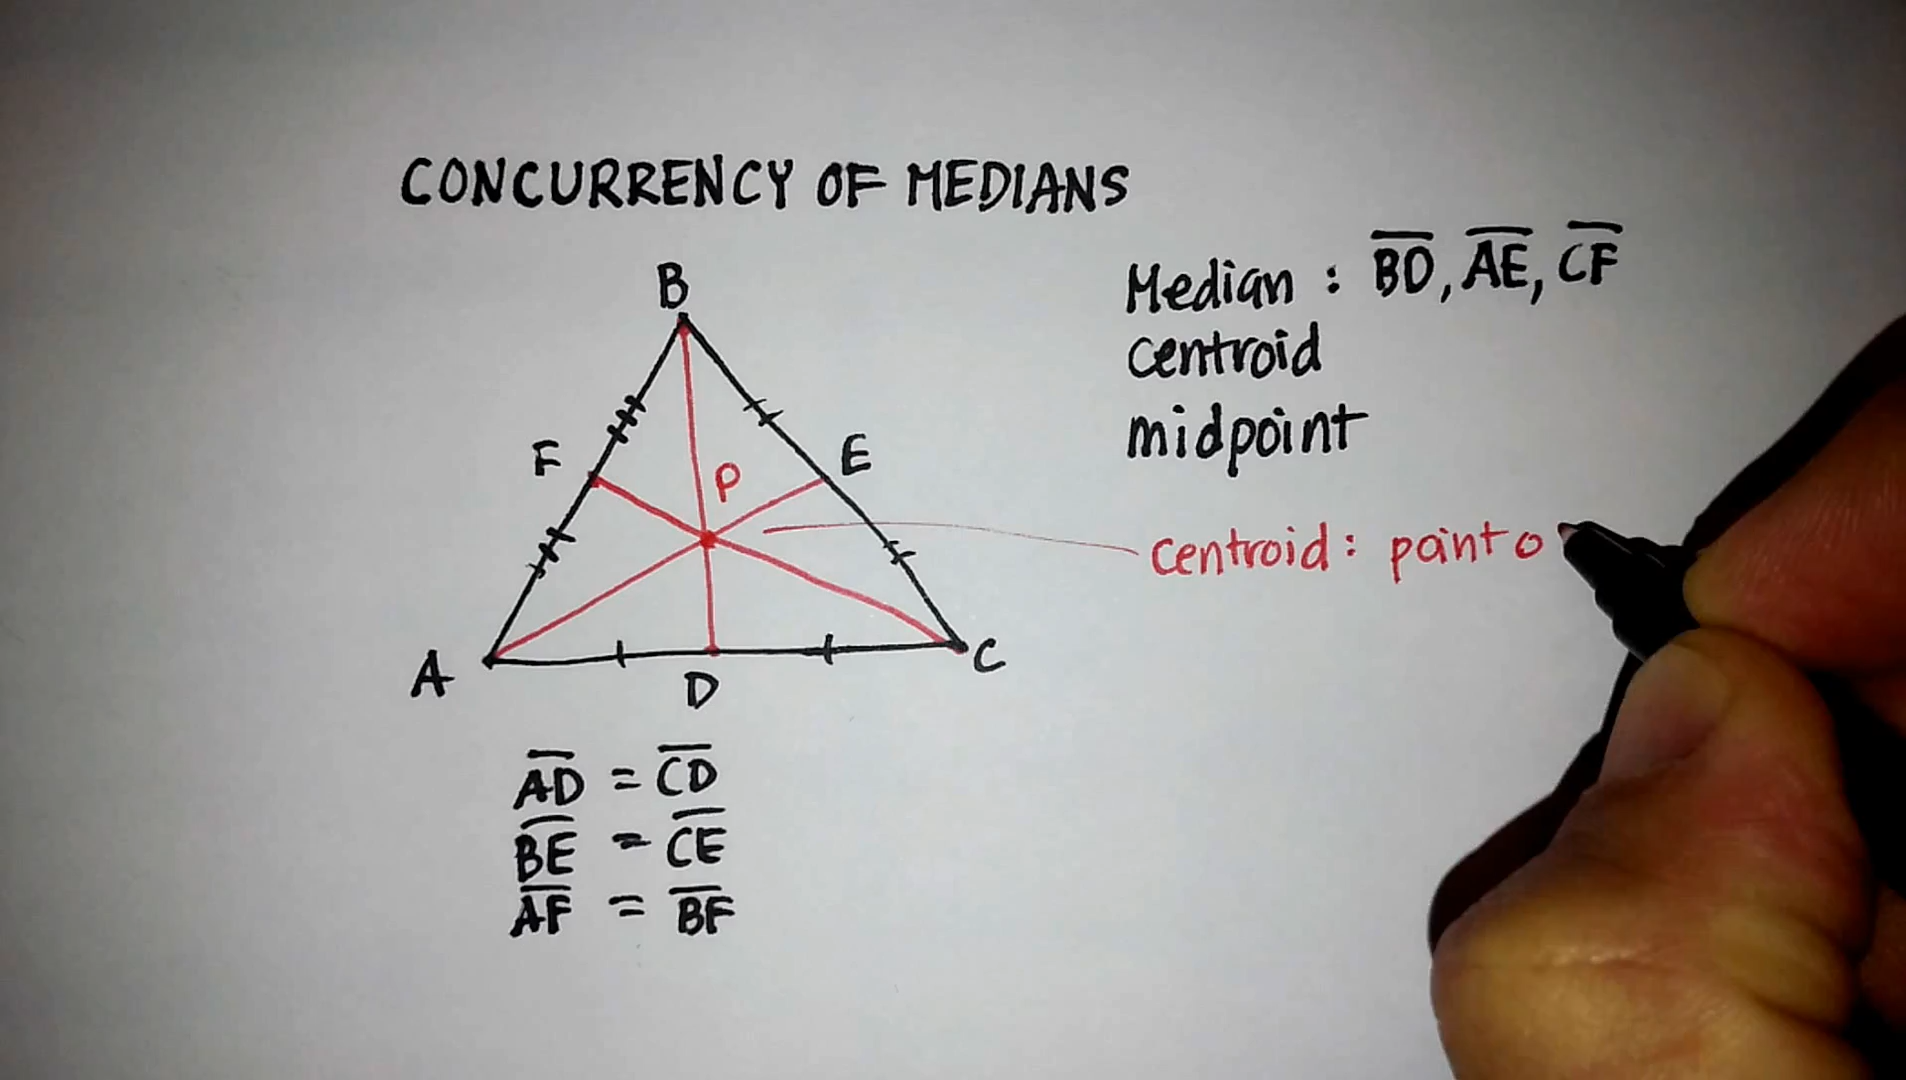 CONCURRENCY OF MEDIANS
Median : BD, AE, CF
centroid
midpoint
B
F
E
P
centroid: point o
A
D
C
AD = CD
BE = CE
AF = BF